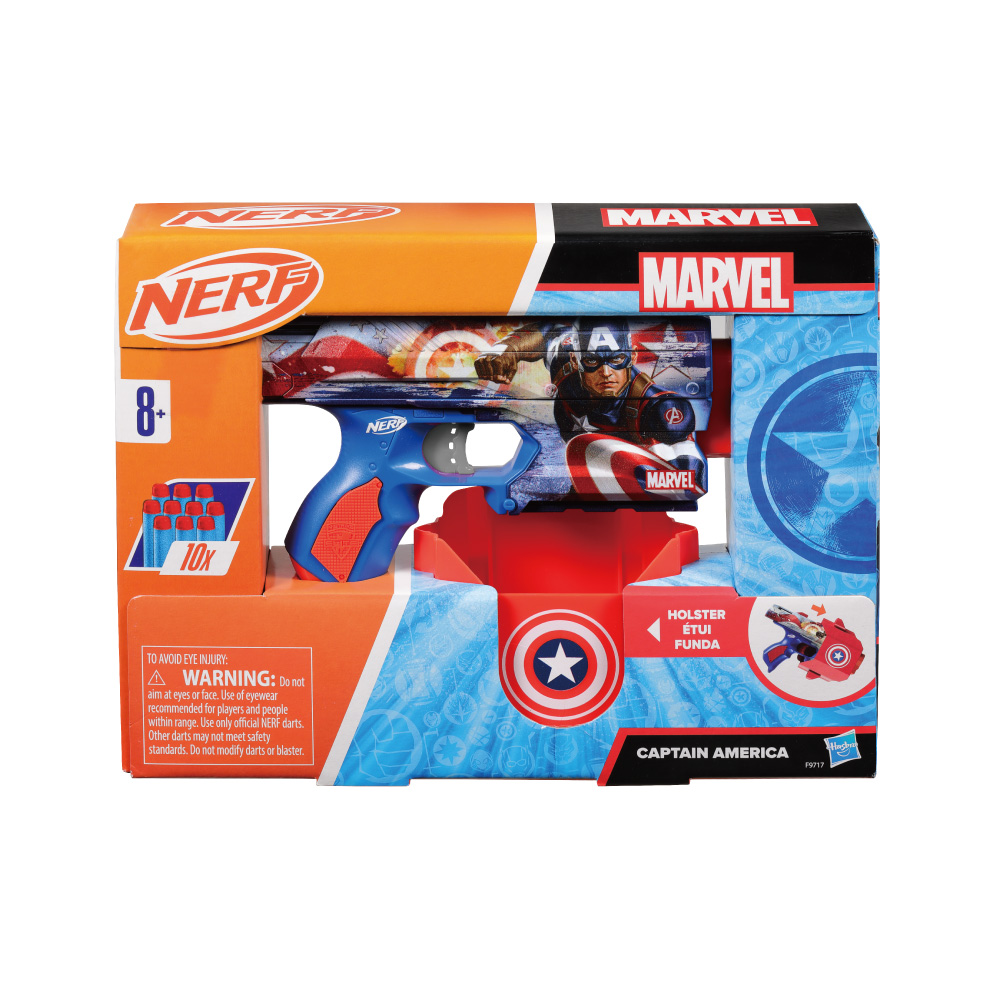 NERF
MARVEL
NERF
MARVEL
8+
A
NERF
MARVEL
10x
HOLSTER
ÉTUI
FUNDA
TO AVOID EYE INJURY:
WARNING: Do not
aim at eyes or face. Use of eyewear
recommended for players and people
within range. Use only official NERF darts.
Other darts may not meet safety
standards. Do not modify darts or blaster.
CAPTAIN AMERICA
F9717
Hasbro